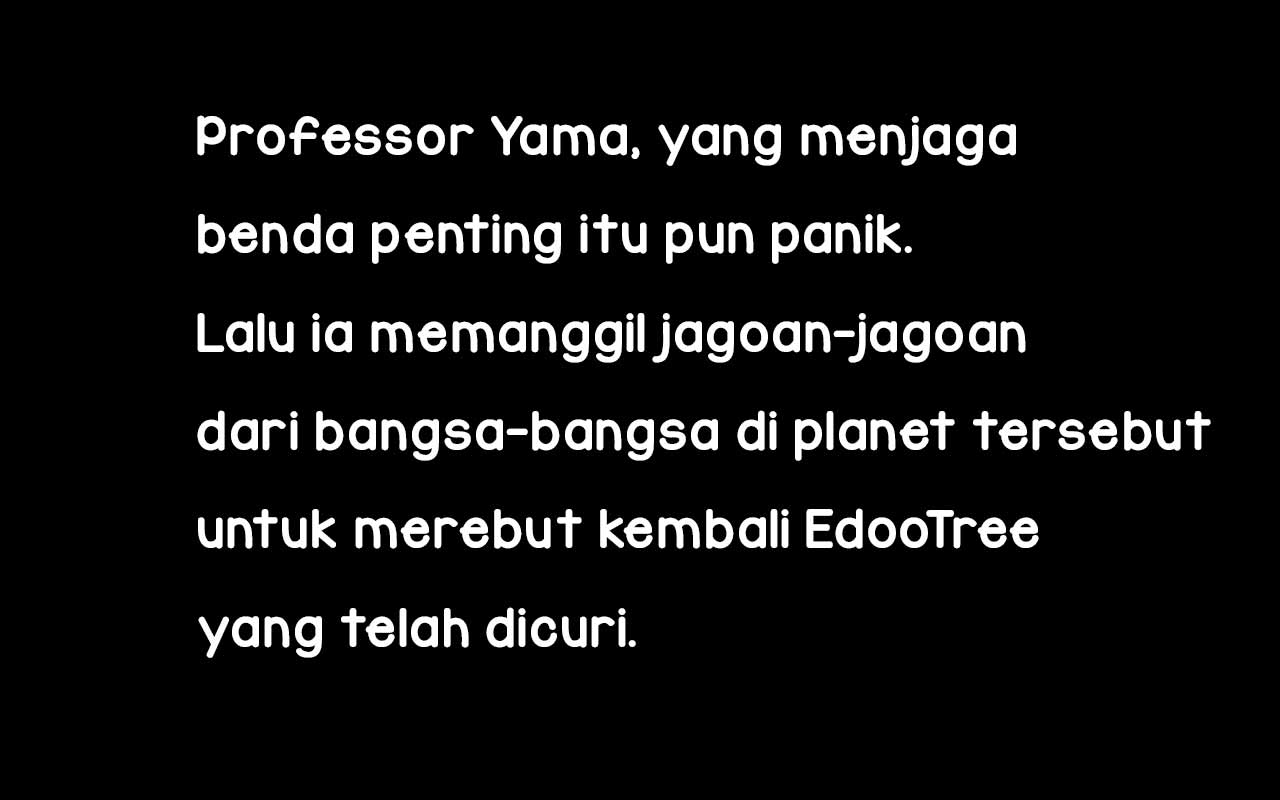 Professor Yama, yang menjaga
benda penting itu pun panik.
Lalu ia memanggil jagoan-jagoan
dari bangsa-bangsa di planet tersebut
untuk merebut kembali EdooTree
yang telah dicuri.